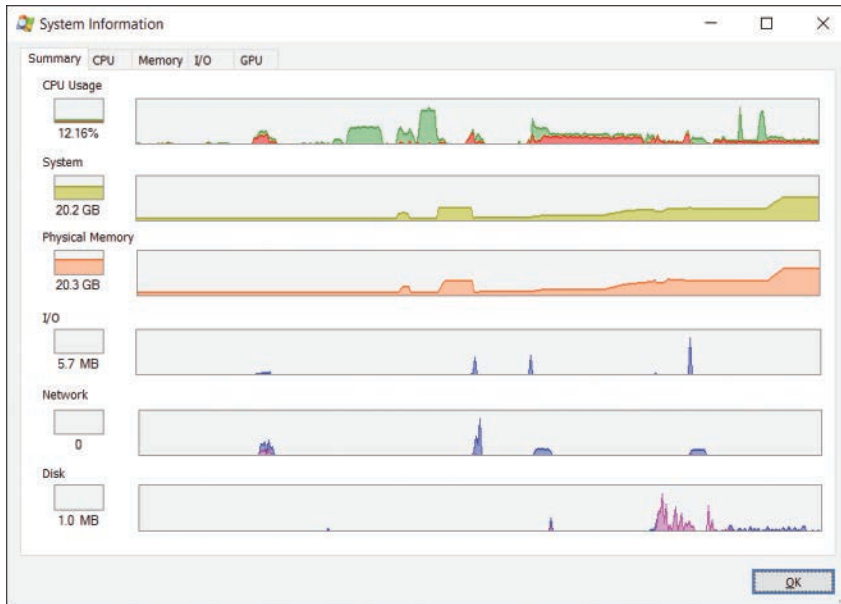 System Information
Summary CPU Memory I/O GPU
CPU Usage
12.16%
System
20.2 GB
Physical Memory
20.3 GB
I/O
5.7 MB
Network
0
Disk
1.0 MB
OK